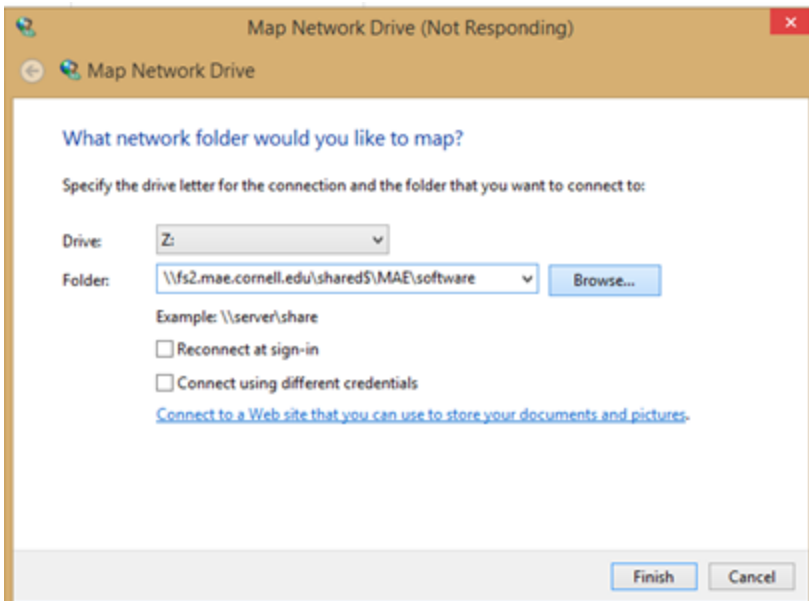 Map Network Drive (Not Responding)
Map Network Drive
What network folder would you like to map?
Specify the drive letter for the connection and the folder that you want to connect to:
Drive: Z:
Folder: \\fs2.mae.cornell.edu\shared$\MAE\software Browse...
Example: \\server\share
Reconnect at sign-in
Connect using different credentials
Connect to a Web site that you can use to store your documents and pictures.
Finish Cancel